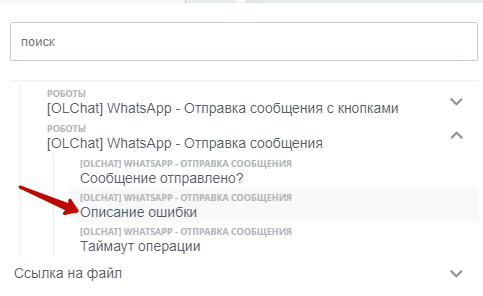 поиск
РОБОТЫ
[OLChat] WhatsApp - Отправка сообщения с кнопками
РОБОТЫ
[OLChat] WhatsApp - Отправка сообщения
[OLCHAT] WHATSAPP - ОТПРАВКА СООБЩЕНИЯ
Сообщение отправлено?
[OLCHAT] WHATSAPP - ОТПРАВКА СООБЩЕНИЯ
Описание ошибки
[OLCHAT] WHATSAPP - ОТПРАВКА СООБЩЕНИЯ
Таймаут операции
Ссылка на файл